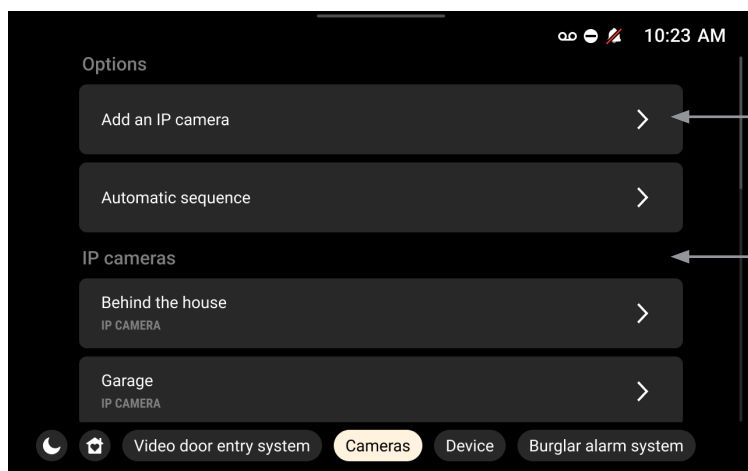 10:23 AM
Options
Add an IP camera
Automatic sequence
IP cameras
Behind the house
IP CAMERA
Garage
IP CAMERA
Video door entry system Cameras Device Burglar alarm system